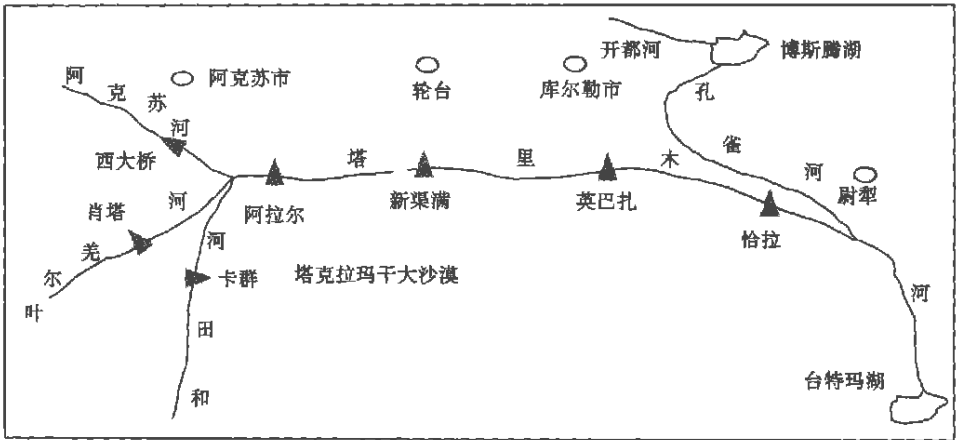 开都河
博斯腾湖
阿克苏河
阿克苏市
轮台
库尔勒市
孔雀河
西大桥
塔里木河
尉犁
肖塔
阿拉尔
新渠满
英巴扎
恰拉
叶尔羌河
卡群
塔克拉玛干大沙漠
和田河
台特玛湖